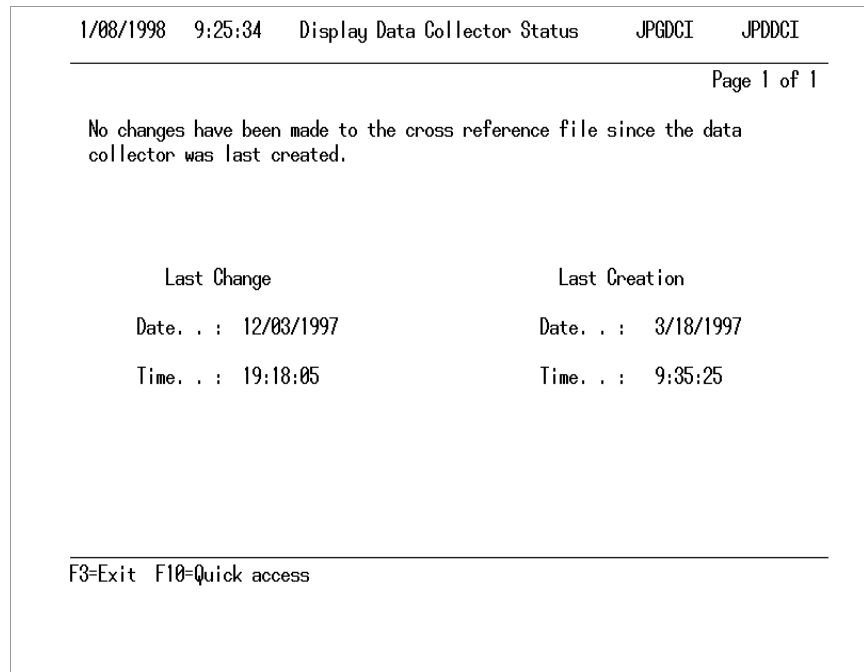 1/08/1998 9:25:34 Display Data Collector Status JPGDCI JPDDCI
Page 1 of 1
No changes have been made to the cross reference file since the data
collector was last created.
Last Change Last Creation
Date. . : 12/03/1997 Date. . : 3/18/1997
Time. . : 19:18:05 Time. . : 9:35:25
F3=Exit F10=Quick access